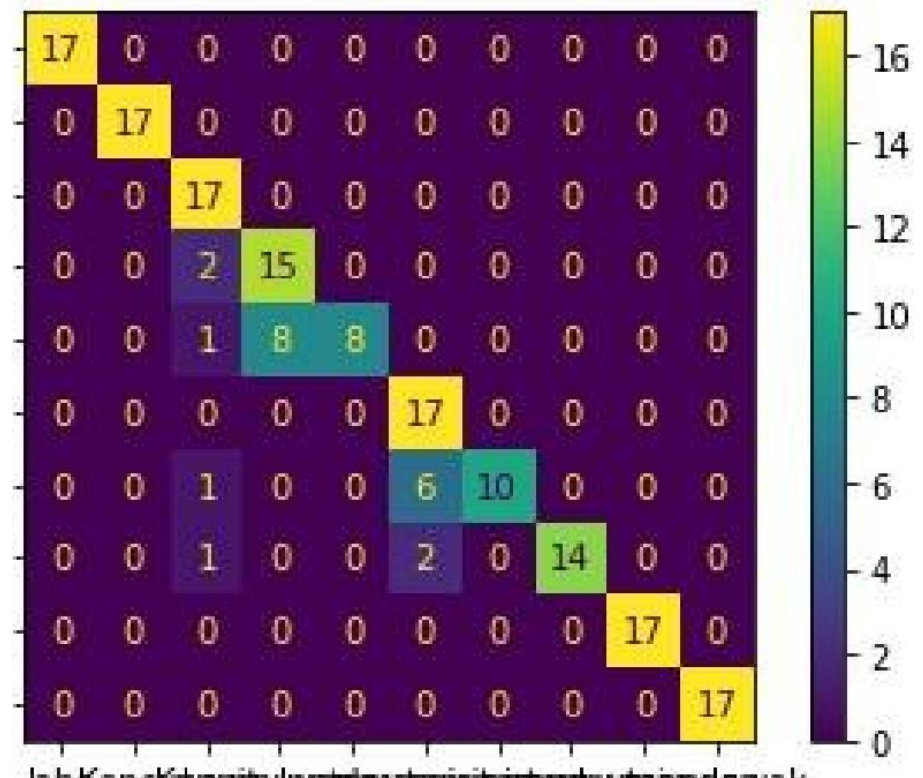 17 0 0 0 0 0 0 0 0 0
0 17 0 0 0 0 0 0 0 0
0 0 17 0 0 0 0 0 0 0
0 0 2 15 0 0 0 0 0 0
0 0 1 8 8 0 0 0 0 0
0 0 0 0 0 17 0 0 0 0
0 0 1 0 0 6 10 0 0 0
0 0 1 0 0 2 0 14 0 0
0 0 0 0 0 0 0 0 17 0
0 0 0 0 0 0 0 0 0 17
16
14
12
10
8
6
4
2
0